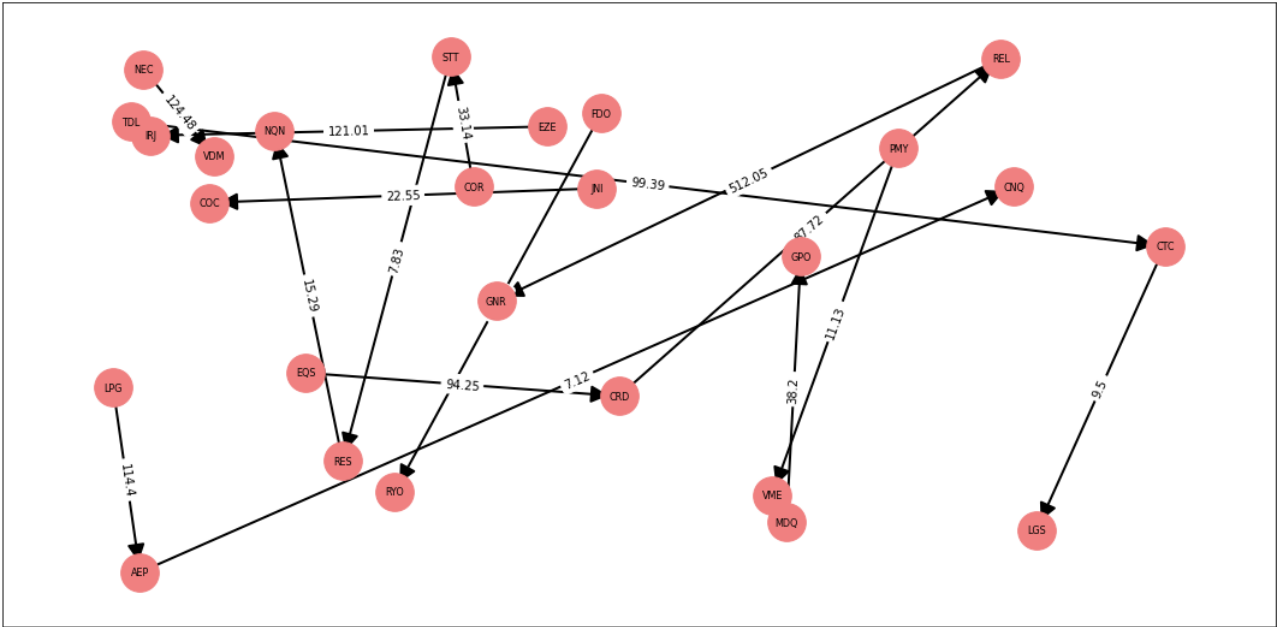 STT
REL
NEC
FDO
TDL
124.48
33.14
IRJ
NQN
121.01
EZE
PMY
VDM
512.05
99.39
CNQ
COC
22.55
COR
JNI
87.72
CTC
7.83
GPO
15.29
GNR
11.13
EQS
94.25
7.12
38.2
9.5
LPG
CRD
RES
114.4
RYO
VME
MDQ
LGS
AEP